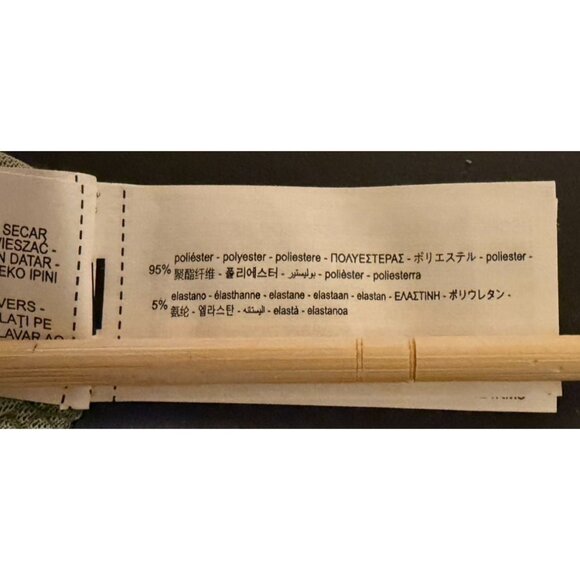 SECAR
WIESZAĆ -
N DATAR -
EKO IPINI
VERS -
LAȚI PE
LAVAR AO
poliéster - polyester - poliestere - ΠΟΛΥΕΣΤΕΡΑΣ - ポリエステル - poliester -
95% 聚酯纤维 - 폴리에스터 - بوليستير - polièster - poliesterra
elastano - élasthanne - elastane - elastaan - elastan - ΕΛΑΣΤΙΝΗ - ポリウレタン -
5% 氨纶 - 엘라스탄 - اليستقه - elastà - elastanoa